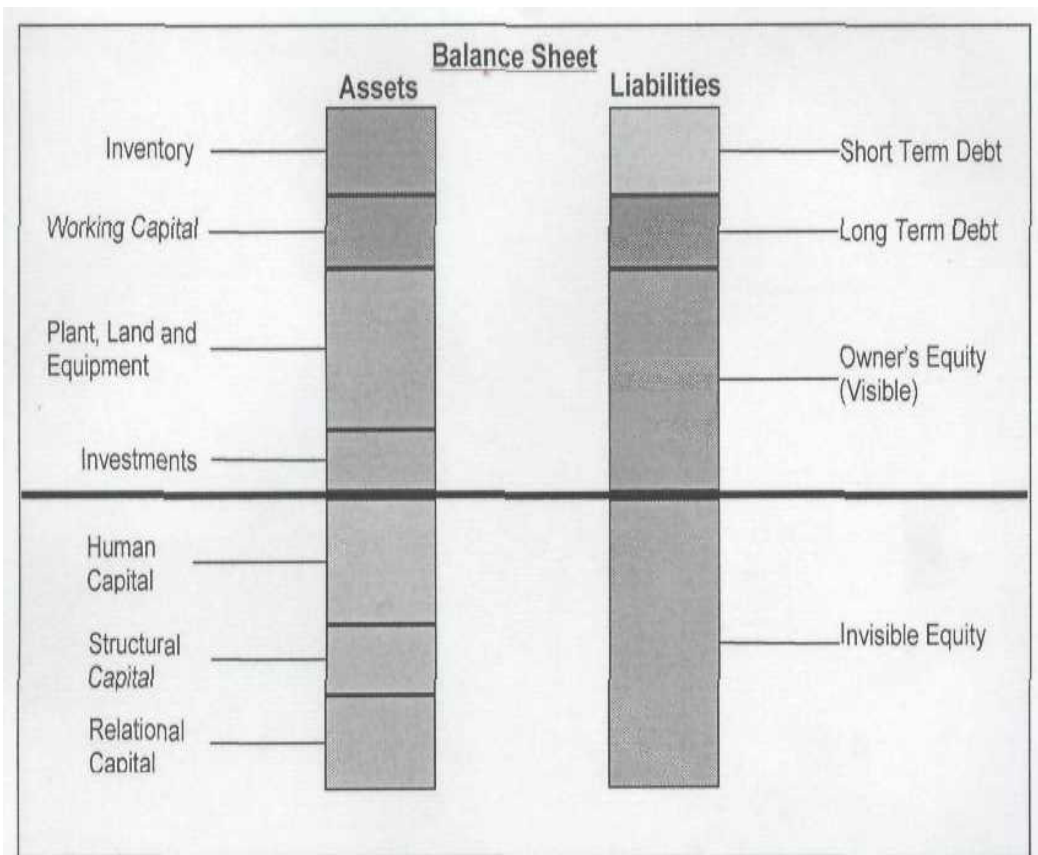 Balance Sheet
Assets
Liabilities
Inventory
Short Term Debt
Working Capital
Long Term Debt
Plant, Land and
Equipment
Owner's Equity
(Visible)
Investments
Human
Capital
Invisible Equity
Structural
Capital
Relational
Capital